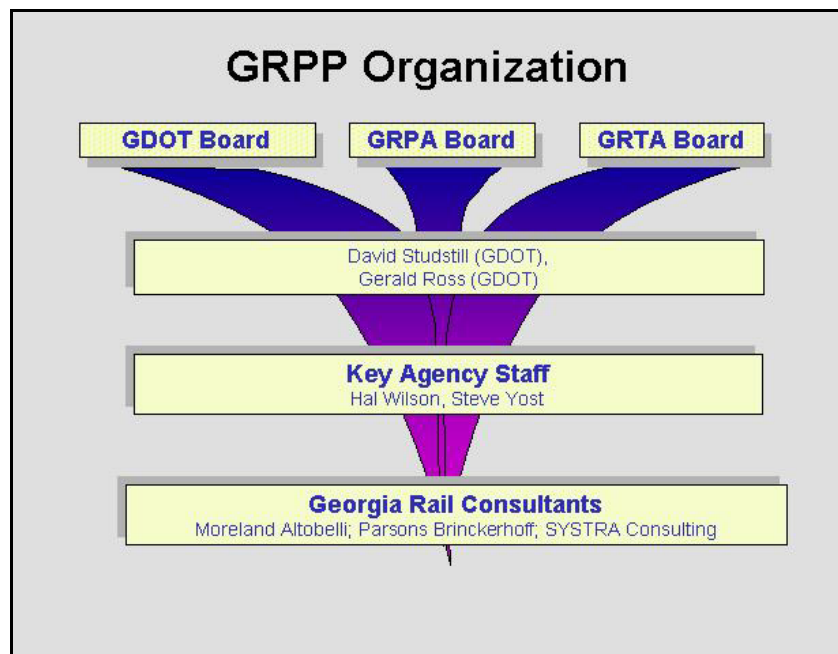 GRPP Organization
GDOT Board
GRPA Board
GRTA Board
David Studstill (GDOT),
Gerald Ross (GDOT)
Key Agency Staff
Hal Wilson, Steve Yost
Georgia Rail Consultants
Moreland Altobelli; Parsons Brinckerhoff; SYSTRA Consulting